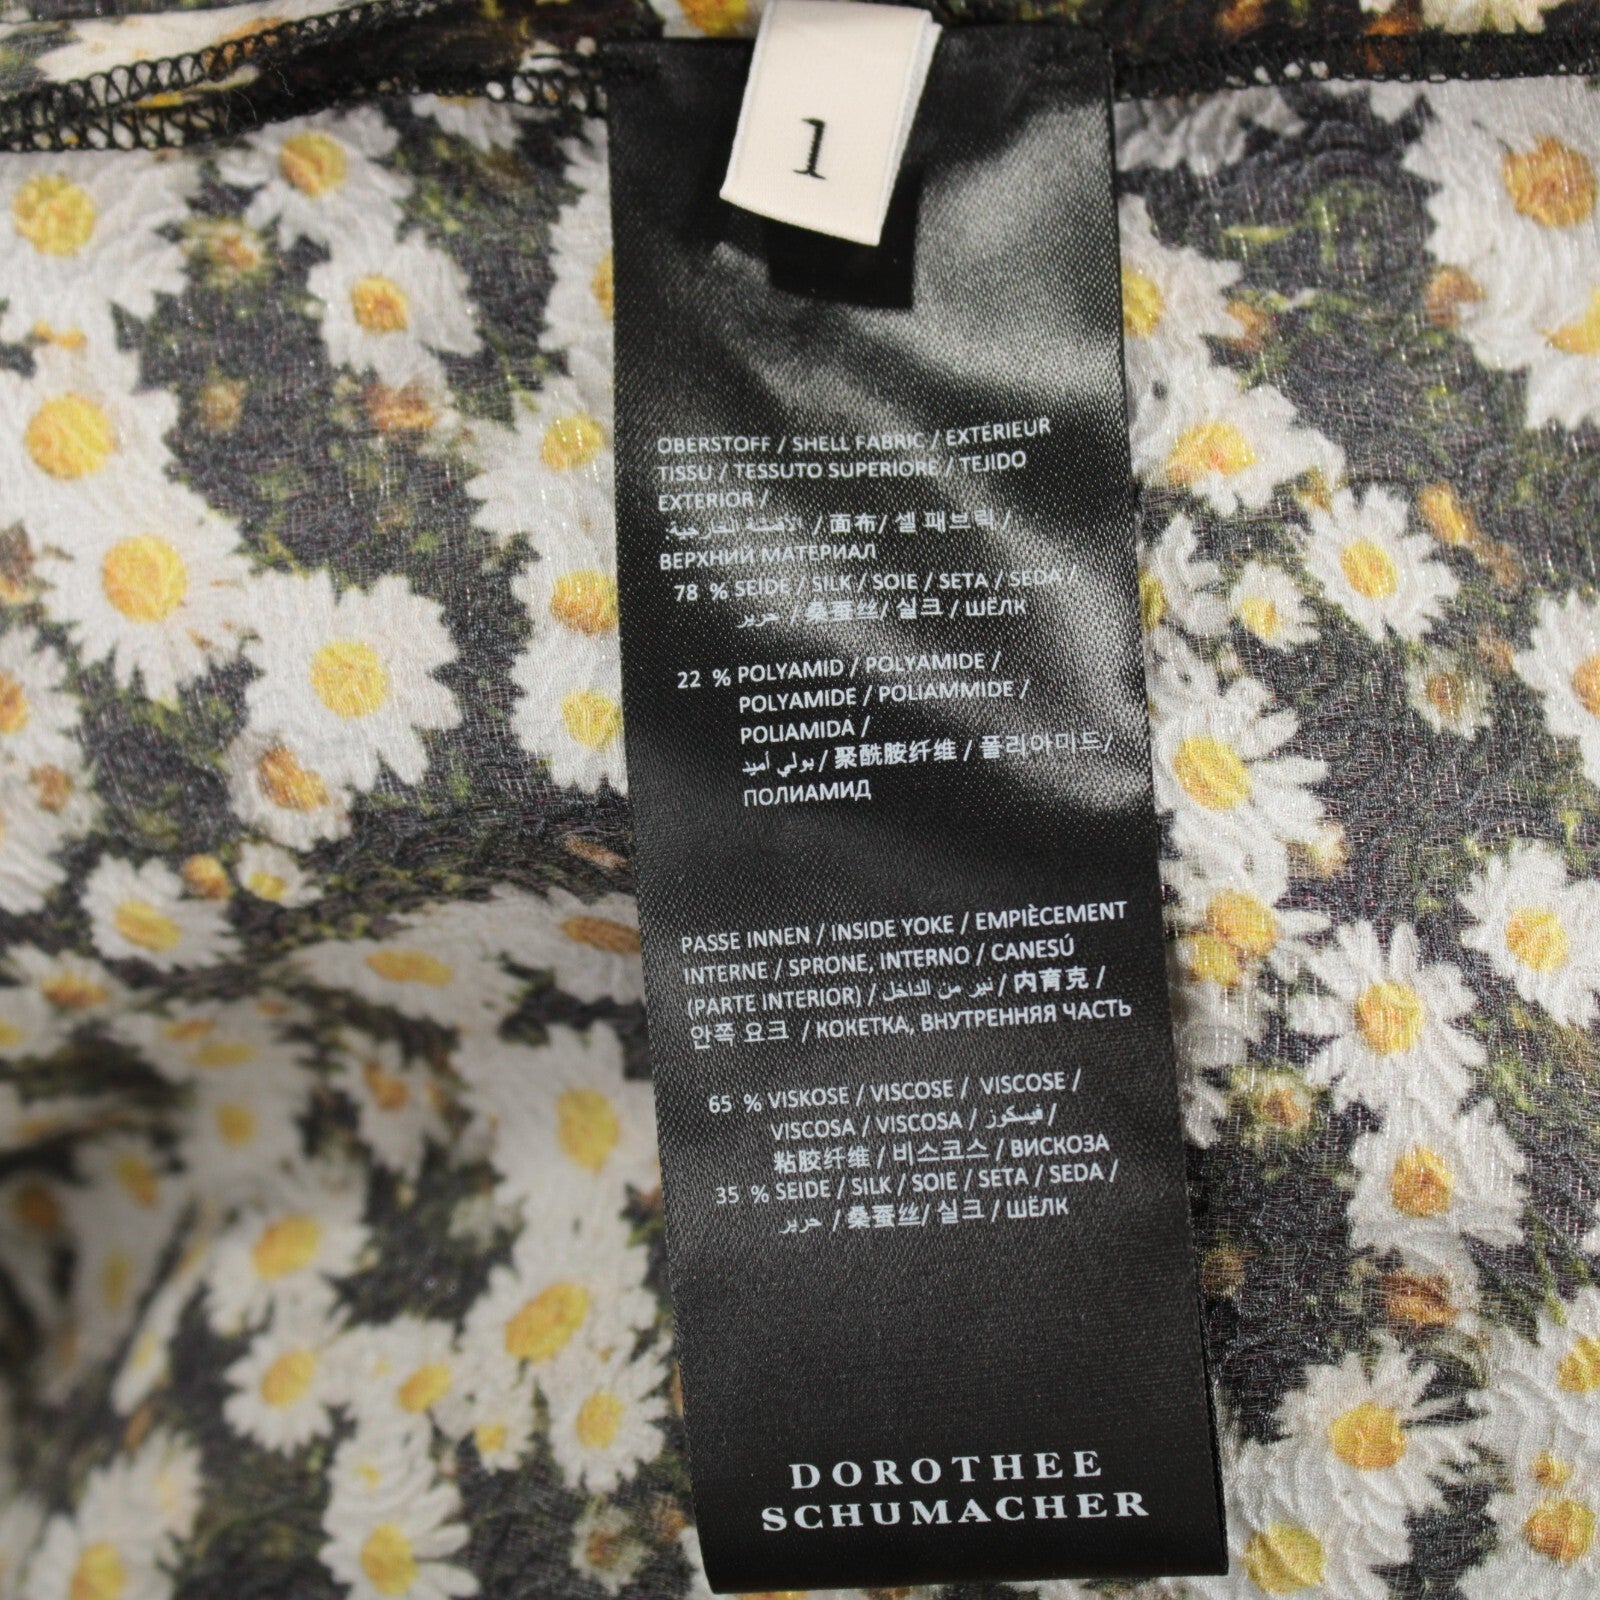 1
OBERSTOFF / SHELL FABRIC / EXTÉRIEUR
TISSU / TESSUTO SUPERIORE / TEJIDO
EXTERIOR /
الأقمشة الخارجية: / 面布/ 셸 패브릭 /
ВЕРХНИЙ МАТЕРИАЛ
78 % SEIDE / SILK / SOIE / SETA / SEDA /
حرير / 桑蚕丝/ 실크 / ШЁЛК
22 % POLYAMID / POLYAMIDE /
POLYAMIDE / POLIAMMIDE /
POLIAMIDA /
بولي أميد / 聚酰胺纤维 / 폴리아미드/
ПОЛИАМИД
PASSE INNEN / INSIDE YOKE / EMPIÈCEMENT
INTERNE / SPRONE, INTERNO / CANESÚ
(PARTE INTERIOR) / نير من الداخل / 内育克 /
안쪽 요크 / КОКЕТКА, ВНУТРЕННЯЯ ЧАСТЬ
65 % VISKOSE / VISCOSE / VISCOSE /
VISCOSA / VISCOSA / فيسكوز /
粘胶纤维 / 비스코스 / ВИСКОЗА
35 % SEIDE / SILK / SOIE / SETA / SEDA /
حرير / 桑蚕丝/ 실크 / ШЁЛК
DOROTHEE
SCHUMACHER